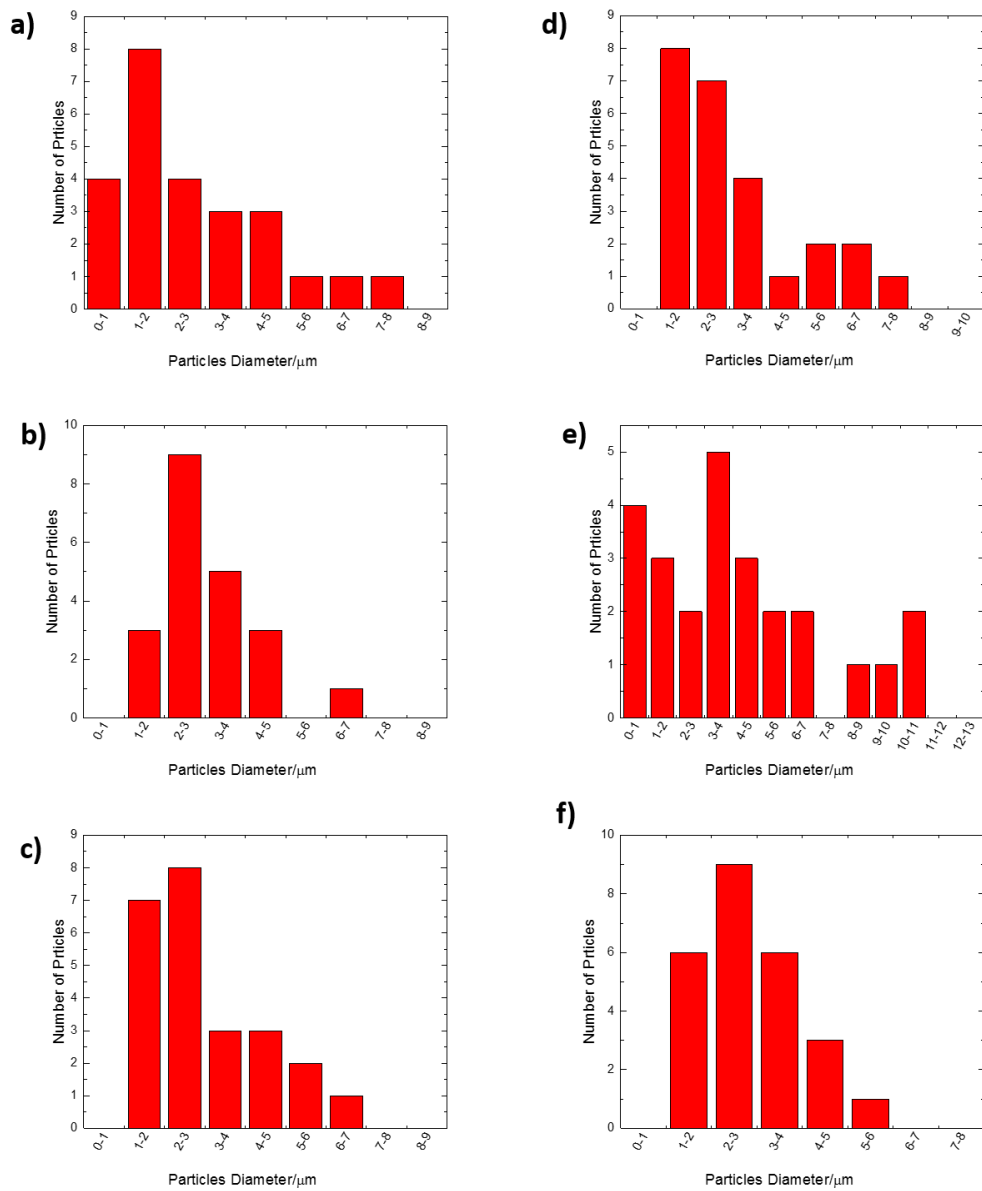 a)
Number of Prticles
9
8
7
6
5
4
3
2
1
0
0-1 1-2 2-3 3-4 4-5 5-6 6-7 7-8 8-9
Particles Diameter/μm
d)
Number of Prticles
9
8
7
6
5
4
3
2
1
0
0-1 1-2 2-3 3-4 4-5 5-6 6-7 7-8 8-9 9-10
Particles Diameter/μm
b)
Number of Prticles
10
8
6
4
2
0
0-1 1-2 2-3 3-4 4-5 5-6 6-7 7-8 8-9
Particles Diameter/μm
e)
Number of Prticles
5
4
3
2
1
0
0-1 1-2 2-3 3-4 4-5 5-6 6-7 7-8 8-9 9-10 10-11 11-12 12-13
Particles Diameter/μm
c)
Number of Prticles
9
8
7
6
5
4
3
2
1
0
0-1 1-2 2-3 3-4 4-5 5-6 6-7 7-8 8-9
Particles Diameter/μm
f)
Number of Prticles
10
8
6
4
2
0
0-1 1-2 2-3 3-4 4-5 5-6 6-7 7-8
Particles Diameter/μm